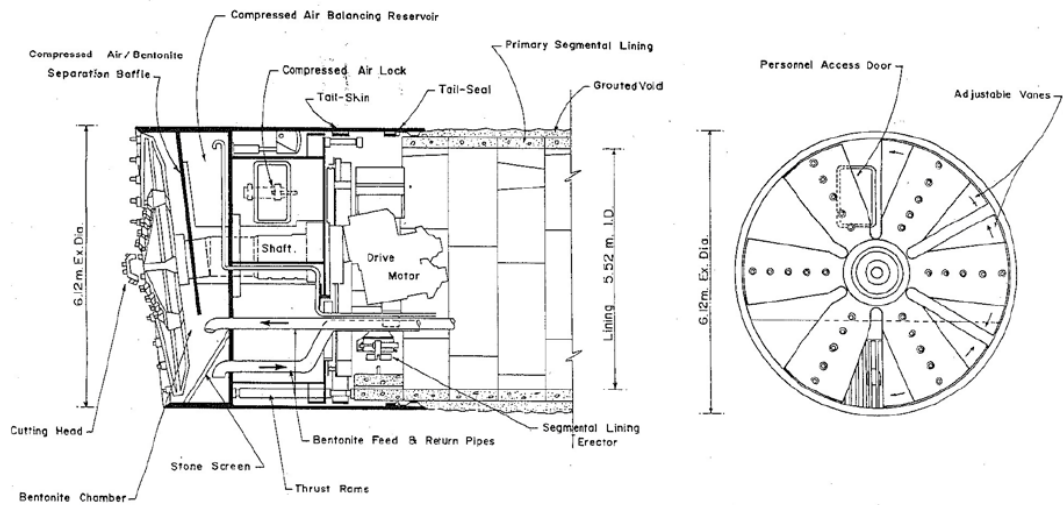 Compressed Air Balancing Reservoir
Compressed Air/Bentonite
Separation Baffle
Compressed Air Lock
Tail-Skin
Tail-Seal
Primary Segmental Lining
Grouted Void
Personnel Access Door
Adjustable Vanes
6.12m. Ex. Dia.
Shaft.
Drive
Motor
Lining 5.52 m. I.D.
6.12m. Ex. Dia.
Cutting Head
Bentonite Feed & Return Pipes
Segmental Lining
Erector
Stone Screen
Thrust Rams
Bentonite Chamber